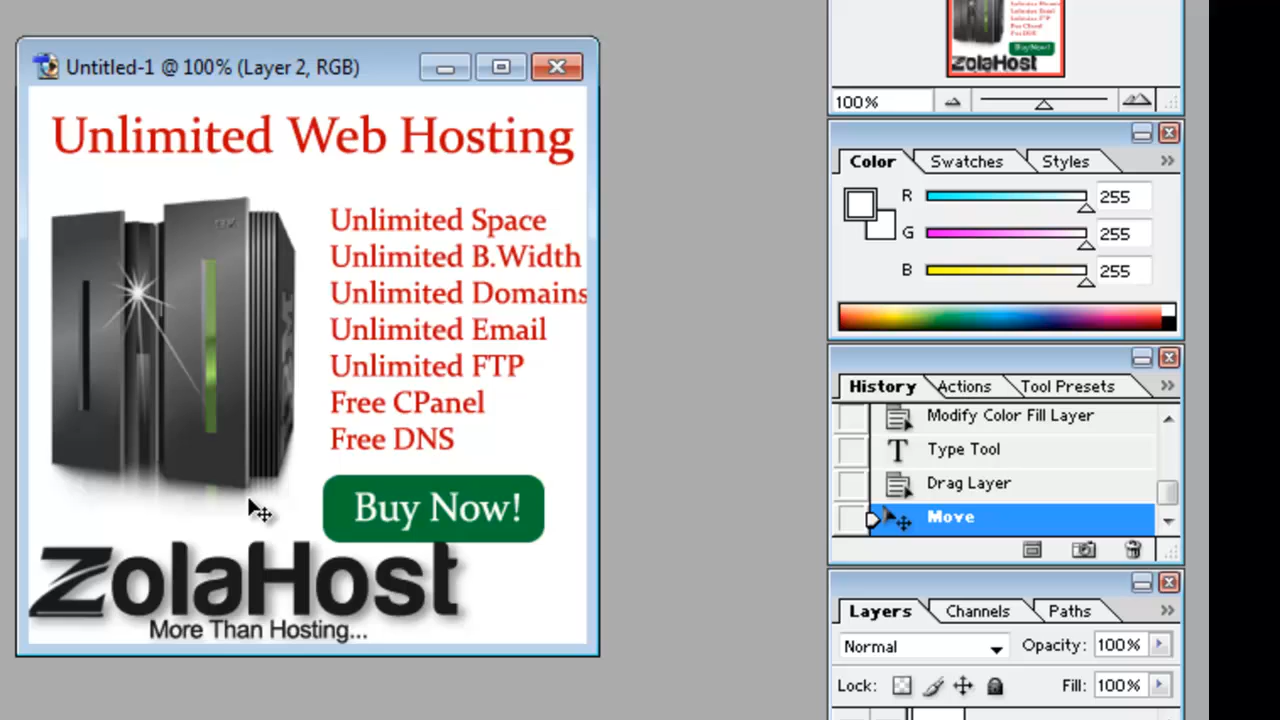 Untitled-1 @ 100% (Layer 2, RGB)
Unlimited Web Hosting
Unlimited Space
Unlimited B.Width
Unlimited Domains
Unlimited Email
Unlimited FTP
Free CPanel
Free DNS
Buy Now!
ZolaHost
More Than Hosting...
Buy Now!
ZolaHost
100%
Color
Swatches
Styles
R
255
G
255
B
255
History
Actions
Tool Presets
Modify Color Fill Layer
T
Type Tool
Drag Layer
Move
Layers
Channels
Paths
Normal
Opacity: 100%
Lock:
Fill: 100%